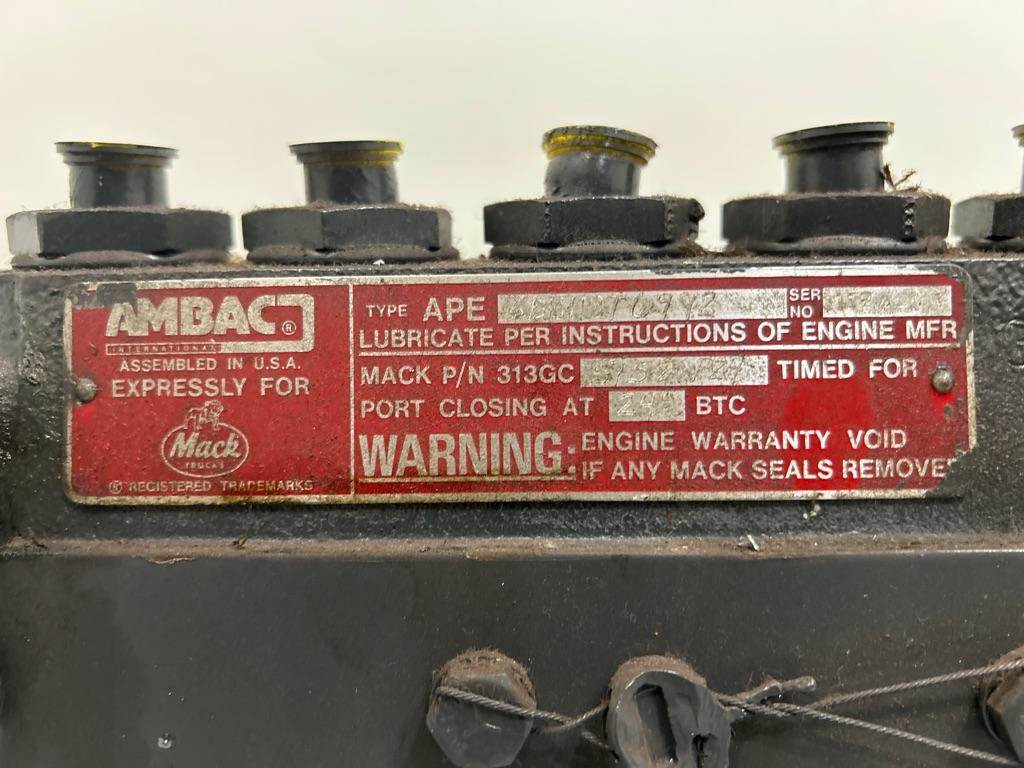 AMBAC ®
INTERNATIONAL
ASSEMBLED IN U.S.A.
EXPRESSLY FOR
Mack
TRUCKS
® REGISTERED TRADEMARKS
TYPE APE
SER
NO
LUBRICATE PER INSTRUCTIONS OF ENGINE MFR
MACK P/N 313GC TIMED FOR
PORT CLOSING AT BTC
WARNING: ENGINE WARRANTY VOID
IF ANY MACK SEALS REMOVE